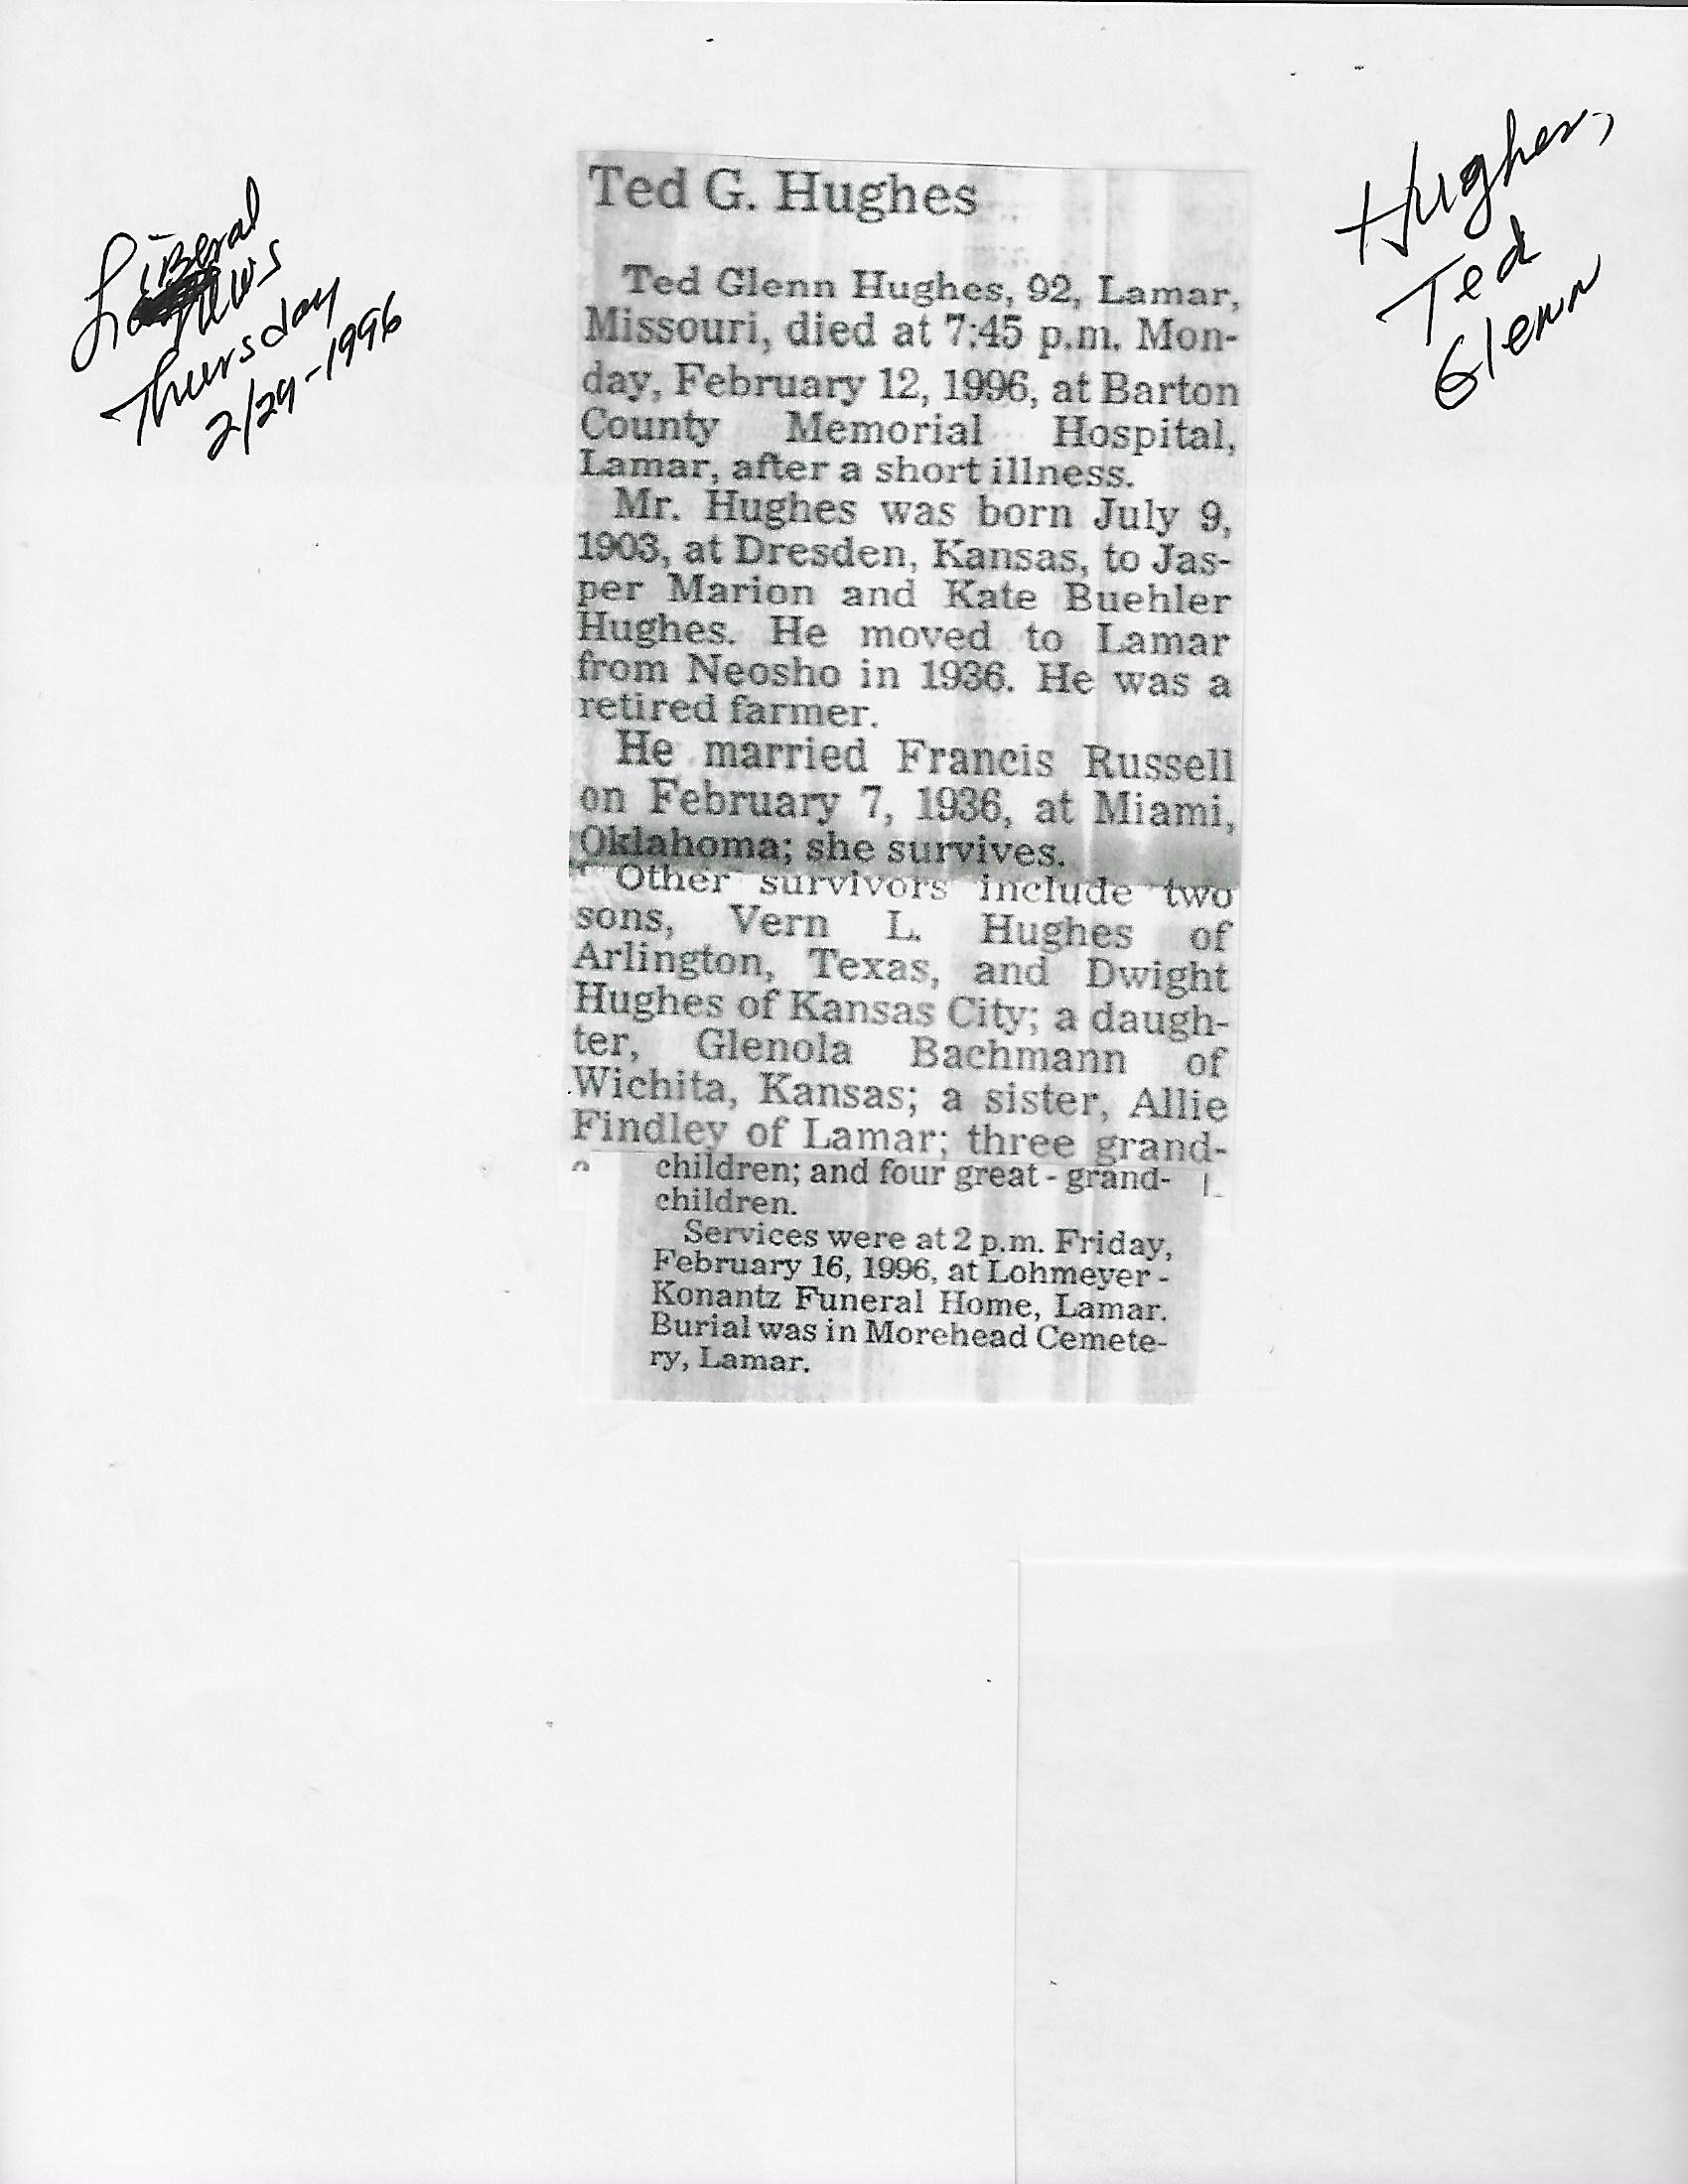 Liberal
News
Thursday
2/29-1996
Hughes,
Ted
Glenn
Ted G. Hughes
Ted Glenn Hughes, 92, Lamar,
Missouri, died at 7:45 p.m. Mon-
day, February 12, 1996, at Barton
County Memorial Hospital,
Lamar, after a short illness.
Mr. Hughes was born July 9,
1903, at Dresden, Kansas, to Jas-
per Marion and Kate Buehler
Hughes. He moved to Lamar
from Neosho in 1936. He was a
retired farmer.
He married Francis Russell
on February 7, 1936, at Miami,
Oklahoma; she survives.
Other survivors include two
sons, Vern L. Hughes of
Arlington, Texas, and Dwight
Hughes of Kansas City; a daugh-
ter, Glenola Bachmann of
Wichita, Kansas; a sister, Allie
Findley of Lamar; three grand-
children; and four great - grand-
children.
Services were at 2 p.m. Friday,
February 16, 1996, at Lohmeyer -
Konantz Funeral Home, Lamar.
Burial was in Morehead Cemete-
ry, Lamar.